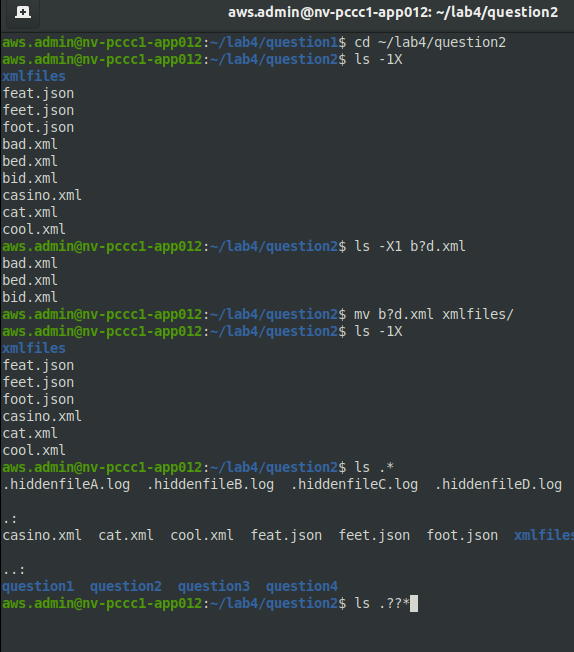 aws.admin@nv-pccc1-app012: ~/lab4/question2
aws.admin@nv-pccc1-app012:~/lab4/question1$ cd ~/lab4/question2
aws.admin@nv-pccc1-app012:~/lab4/question2$ ls -1X
xmlfiles
feat.json
feet.json
foot.json
bad.xml
bed.xml
bid.xml
casino.xml
cat.xml
cool.xml
aws.admin@nv-pccc1-app012:~/lab4/question2$ ls -X1 b?d.xml
bad.xml
bed.xml
bid.xml
aws.admin@nv-pccc1-app012:~/lab4/question2$ mv b?d.xml xmlfiles/
aws.admin@nv-pccc1-app012:~/lab4/question2$ ls -1X
xmlfiles
feat.json
feet.json
foot.json
casino.xml
cat.xml
cool.xml
aws.admin@nv-pccc1-app012:~/lab4/question2$ ls .*
.hiddenfileA.log  .hiddenfileB.log  .hiddenfileC.log  .hiddenfileD.log
.:
casino.xml  cat.xml  cool.xml  feat.json  feet.json  foot.json  xmlfiles
..:
question1  question2  question3  question4
aws.admin@nv-pccc1-app012:~/lab4/question2$ ls .??*